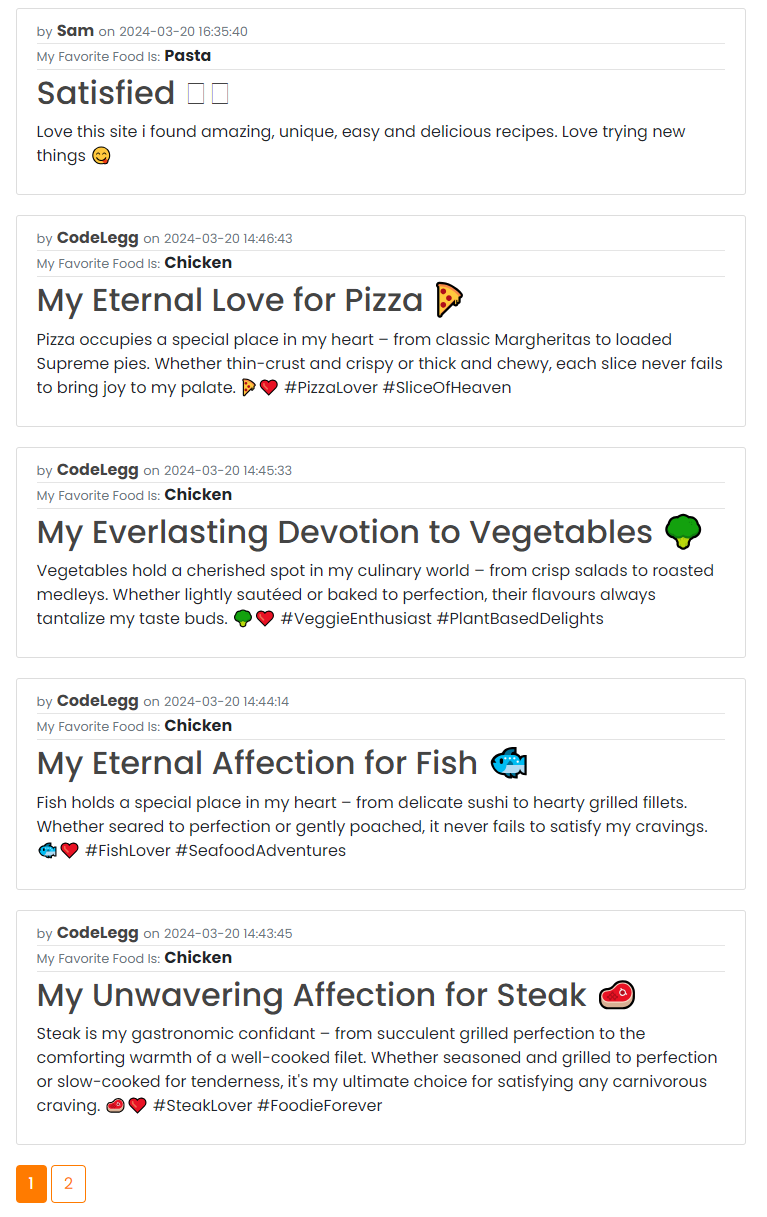 by Sam on 2024-03-20 16:35:40
My Favorite Food Is: Pasta
Satisfied
Love this site i found amazing, unique, easy and delicious recipes. Love trying new
things 😋
by CodeLegg on 2024-03-20 14:46:43
My Favorite Food Is: Chicken
My Eternal Love for Pizza 🍕
Pizza occupies a special place in my heart – from classic Margheritas to loaded
Supreme pies. Whether thin-crust and crispy or thick and chewy, each slice never fails
to bring joy to my palate. 🍕❤️ #PizzaLover #SliceOfHeaven
by CodeLegg on 2024-03-20 14:45:33
My Favorite Food Is: Chicken
My Everlasting Devotion to Vegetables 🥦
Vegetables hold a cherished spot in my culinary world – from crisp salads to roasted
medleys. Whether lightly sautéed or baked to perfection, their flavours always
tantalize my taste buds. 🥦❤️ #VeggieEnthusiast #PlantBasedDelights
by CodeLegg on 2024-03-20 14:44:14
My Favorite Food Is: Chicken
My Eternal Affection for Fish 🐟
Fish holds a special place in my heart – from delicate sushi to hearty grilled fillets.
Whether seared to perfection or gently poached, it never fails to satisfy my cravings.
🐟❤️ #FishLover #SeafoodAdventures
by CodeLegg on 2024-03-20 14:43:45
My Favorite Food Is: Chicken
My Unwavering Affection for Steak 🥩
Steak is my gastronomic confidant – from succulent grilled perfection to the
comforting warmth of a well-cooked filet. Whether seasoned and grilled to perfection
or slow-cooked for tenderness, it's my ultimate choice for satisfying any carnivorous
craving. 🥩❤️ #SteakLover #FoodieForever
1 2